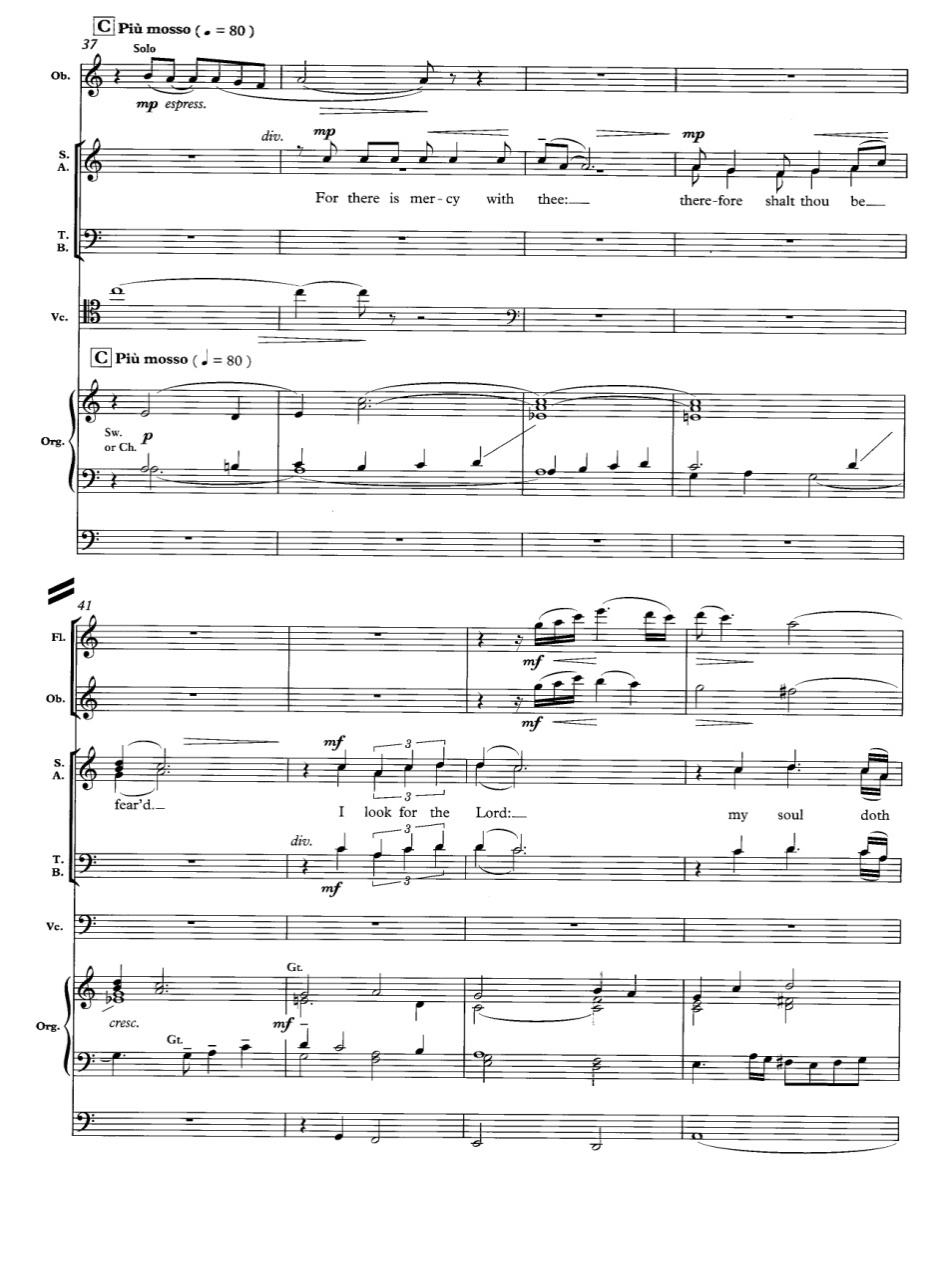 C Più mosso ( ♩. = 80 )
37
Solo
Ob.
mp espress.
div.
mp
mp
S.
A.
For there is mer - cy with thee: there-fore shalt thou be
T.
B.
Vc.
C Più mosso ( ♩ = 80 )
Sw.
or Ch.
p
Org.
41
Fl.
mf
Ob.
mf
S.
A.
mf
3
3
fear'd. I look for the Lord: my soul doth
T.
B.
div.
3
mf
3
Vc.
Gt.
Org.
cresc.
mf
Gt.